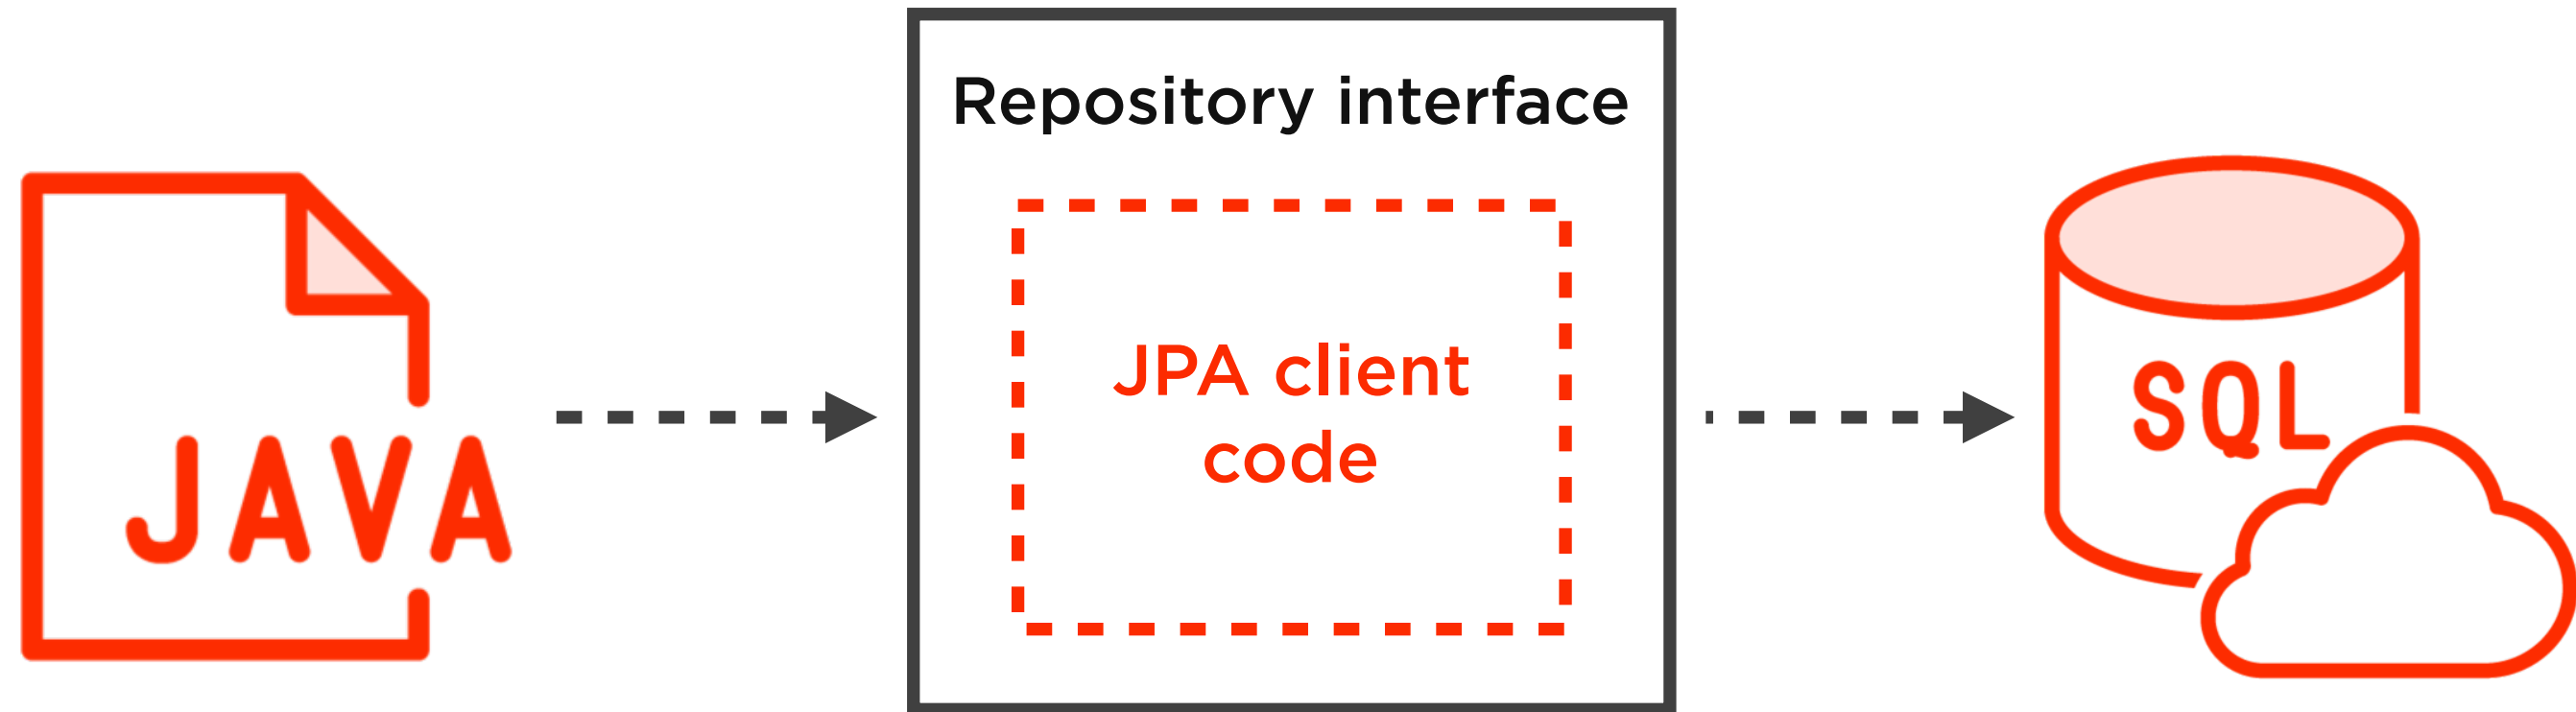 JAVA
Repository interface
JPA client
code
SQL